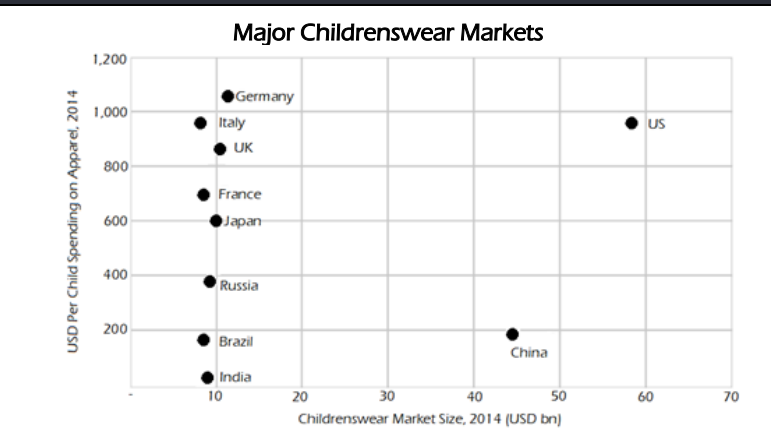 Major Childrenswear Markets
USD Per Child Spending on Apparel, 2014
1,200
1,000
800
600
400
200
-
Germany
Italy
US
UK
France
Japan
Russia
Brazil
China
India
10
20
30
40
50
60
70
Childrenswear Market Size, 2014 (USD bn)